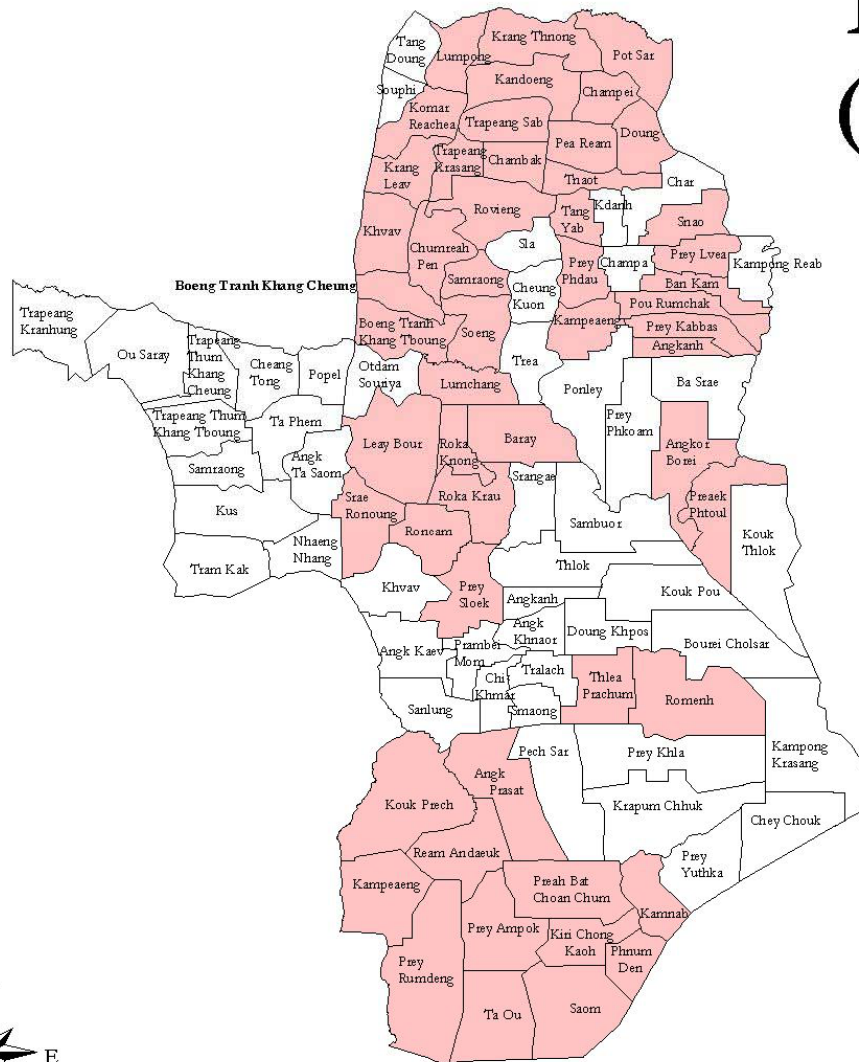 Tang
Doung
Lumpong
Krang Thnong
Pot Sar
Souphi
Kandoeng
Champei
Komar
Reachea
Trapeang Sab
Doung
Pea Ream
Trapeang
Krasang
Chambak
Krang
Leav
Thaot
Char
Rovieng
Tang
Yab
Kdanh
Snao
Khvav
Chumreah
Pen
Sla
Prey
Phdau
Champa
Prey Lvea
Kampong Reab
Samraong
Cheung
Kuon
Ban Kam
Boeng Tranh Khang Cheung
Pou Rumchak
Trapeang
Kranhung
Boeng Tranh
Khang Tboung
Soeng
Kampeaeng
Prey Kabbas
Angkanh
Ou Saray
Trapeang
Thum
Khang
Cheung
Cheang
Tong
Popel
Otdam
Souriya
Trea
Lumchang
Ponley
Ba Srae
Trapeang Thum
Khang Tboung
Ta Phem
Prey
Phkoam
Leay Bour
Roka
Knong
Baray
Angkor
Borei
Samraong
Angk
Ta Saom
Srangae
Srae
Ronoung
Roka Krau
Preaek
Phtoul
Kus
Sambuor
Roneam
Kouk
Thlok
Nhaeng
Nhang
Tram Kak
Khvav
Prey
Sloek
Thlok
Angkanh
Kouk Pou
Angk
Khnaor
Doung Khpos
Bourei Cholsar
Angk Kaev
Prambei
Mom
Tralach
Chi
Khmar
Thlea
Prachum
Romenh
Sanlung
Smaong
Pech Sar
Prey Khla
Kampong
Krasang
Angk
Prasat
Kouk Prech
Krapum Chhuk
Chey Chouk
Ream Andaeuk
Prey
Yuthka
Kampeaeng
Preah Bat
Choan Chum
Kamnab
Prey Ampok
Kiri Chong
Kaoh
Phnum
Den
Prey
Rumdeng
Ta Ou
Saom
E